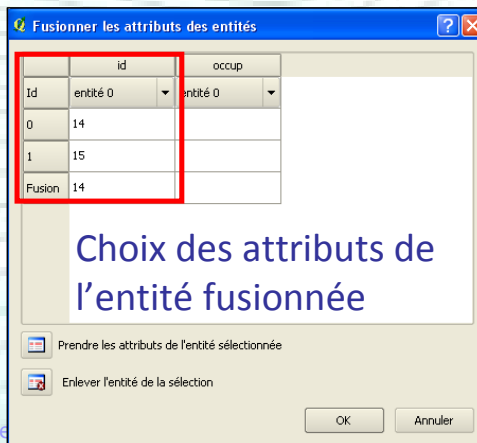 Fusionner les attributs des entités
id occup
Id entité 0 entité 0
0 14
1 15
Fusion 14
Choix des attributs de
l'entité fusionnée
Prendre les attributs de l'entité sélectionnée
Enlever l'entité de la sélection
OK Annuler